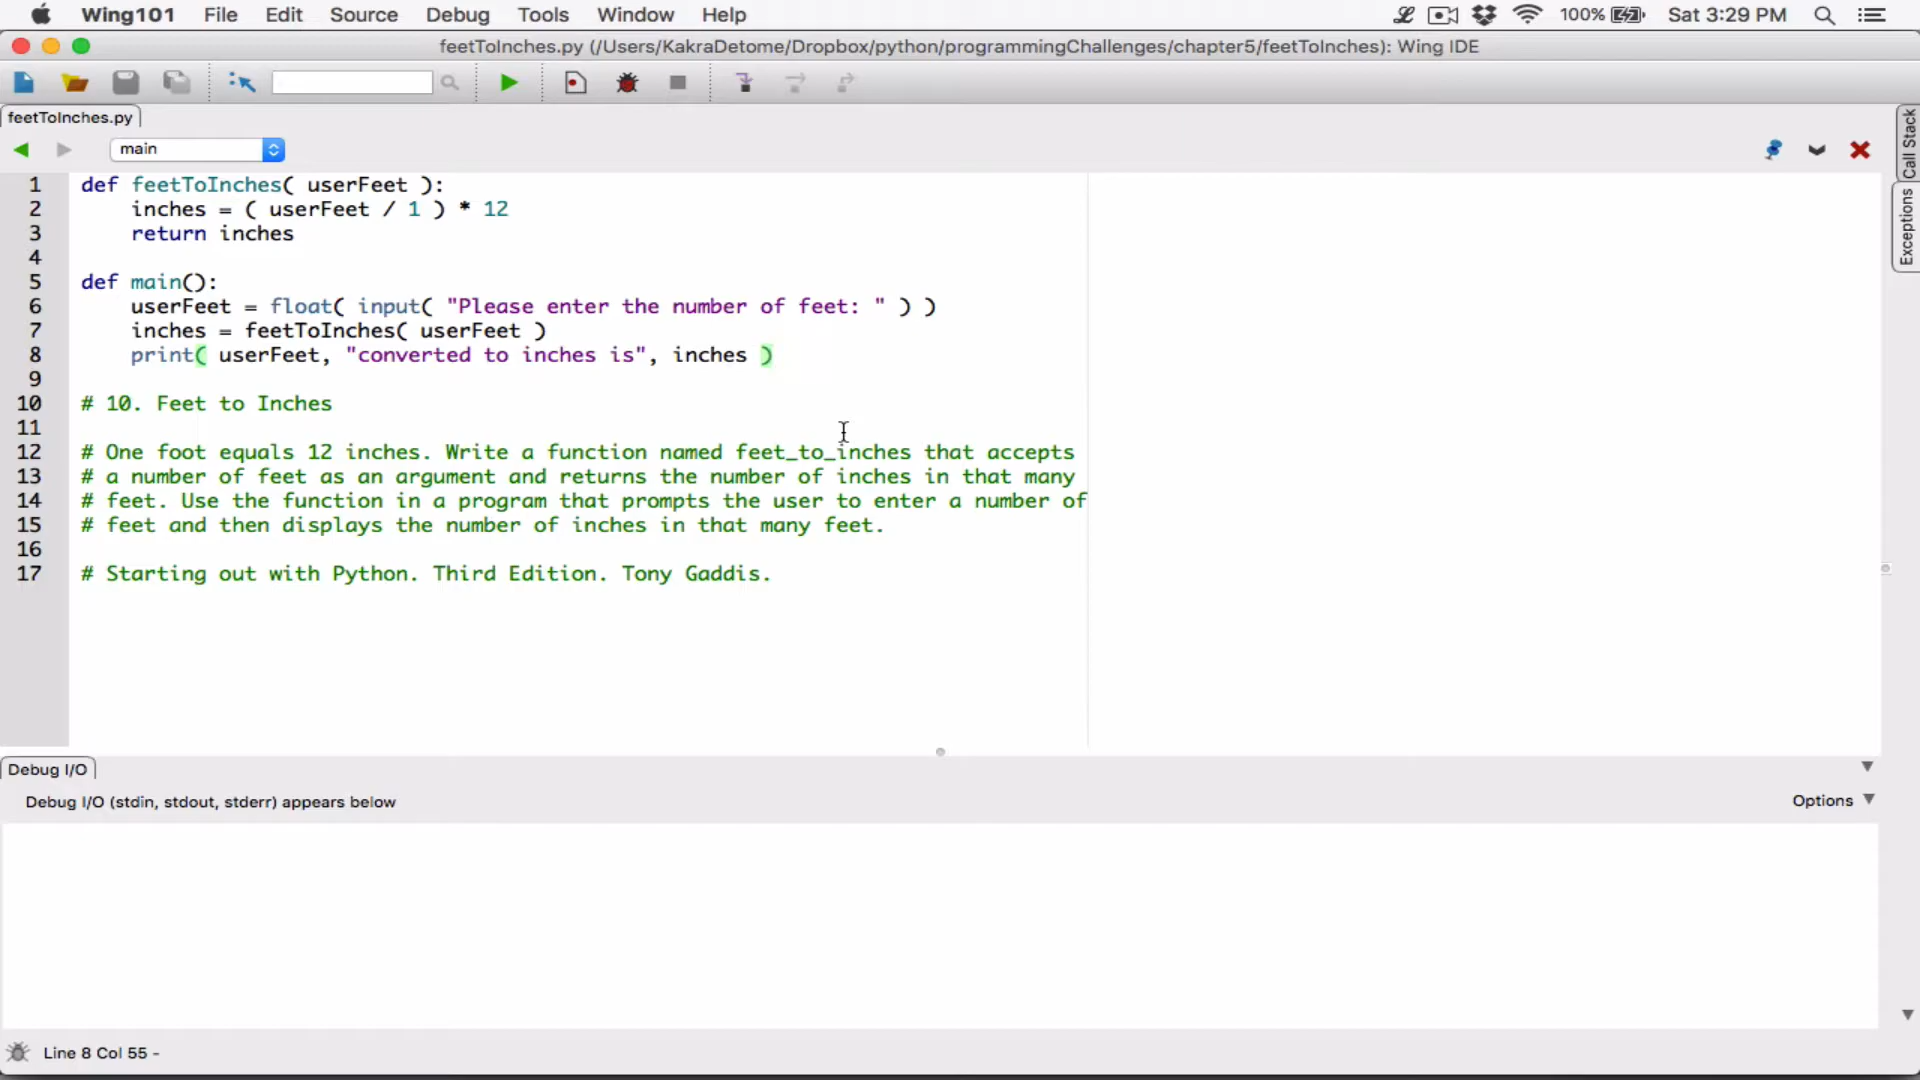 Wing101 File Edit Source Debug Tools Window Help 100% Sat 3:29 PM
feetToInches.py (/Users/KakraDetome/Dropbox/python/programmingChallenges/chapter5/feetToInches): Wing IDE
feetToInches.py
main
Call Stack
Exceptions
1 def feetToInches( userFeet ):
2 inches = ( userFeet / 1 ) * 12
3 return inches
4
5 def main():
6 userFeet = float( input( "Please enter the number of feet: " ) )
7 inches = feetToInches( userFeet )
8 print( userFeet, "converted to inches is", inches )
9
10 # 10. Feet to Inches
11
12 # One foot equals 12 inches. Write a function named feet_to_inches that accepts
13 # a number of feet as an argument and returns the number of inches in that many
14 # feet. Use the function in a program that prompts the user to enter a number of
15 # feet and then displays the number of inches in that many feet.
16
17 # Starting out with Python. Third Edition. Tony Gaddis.
Debug I/O
Debug I/O (stdin, stdout, stderr) appears below Options
Line 8 Col 55 -